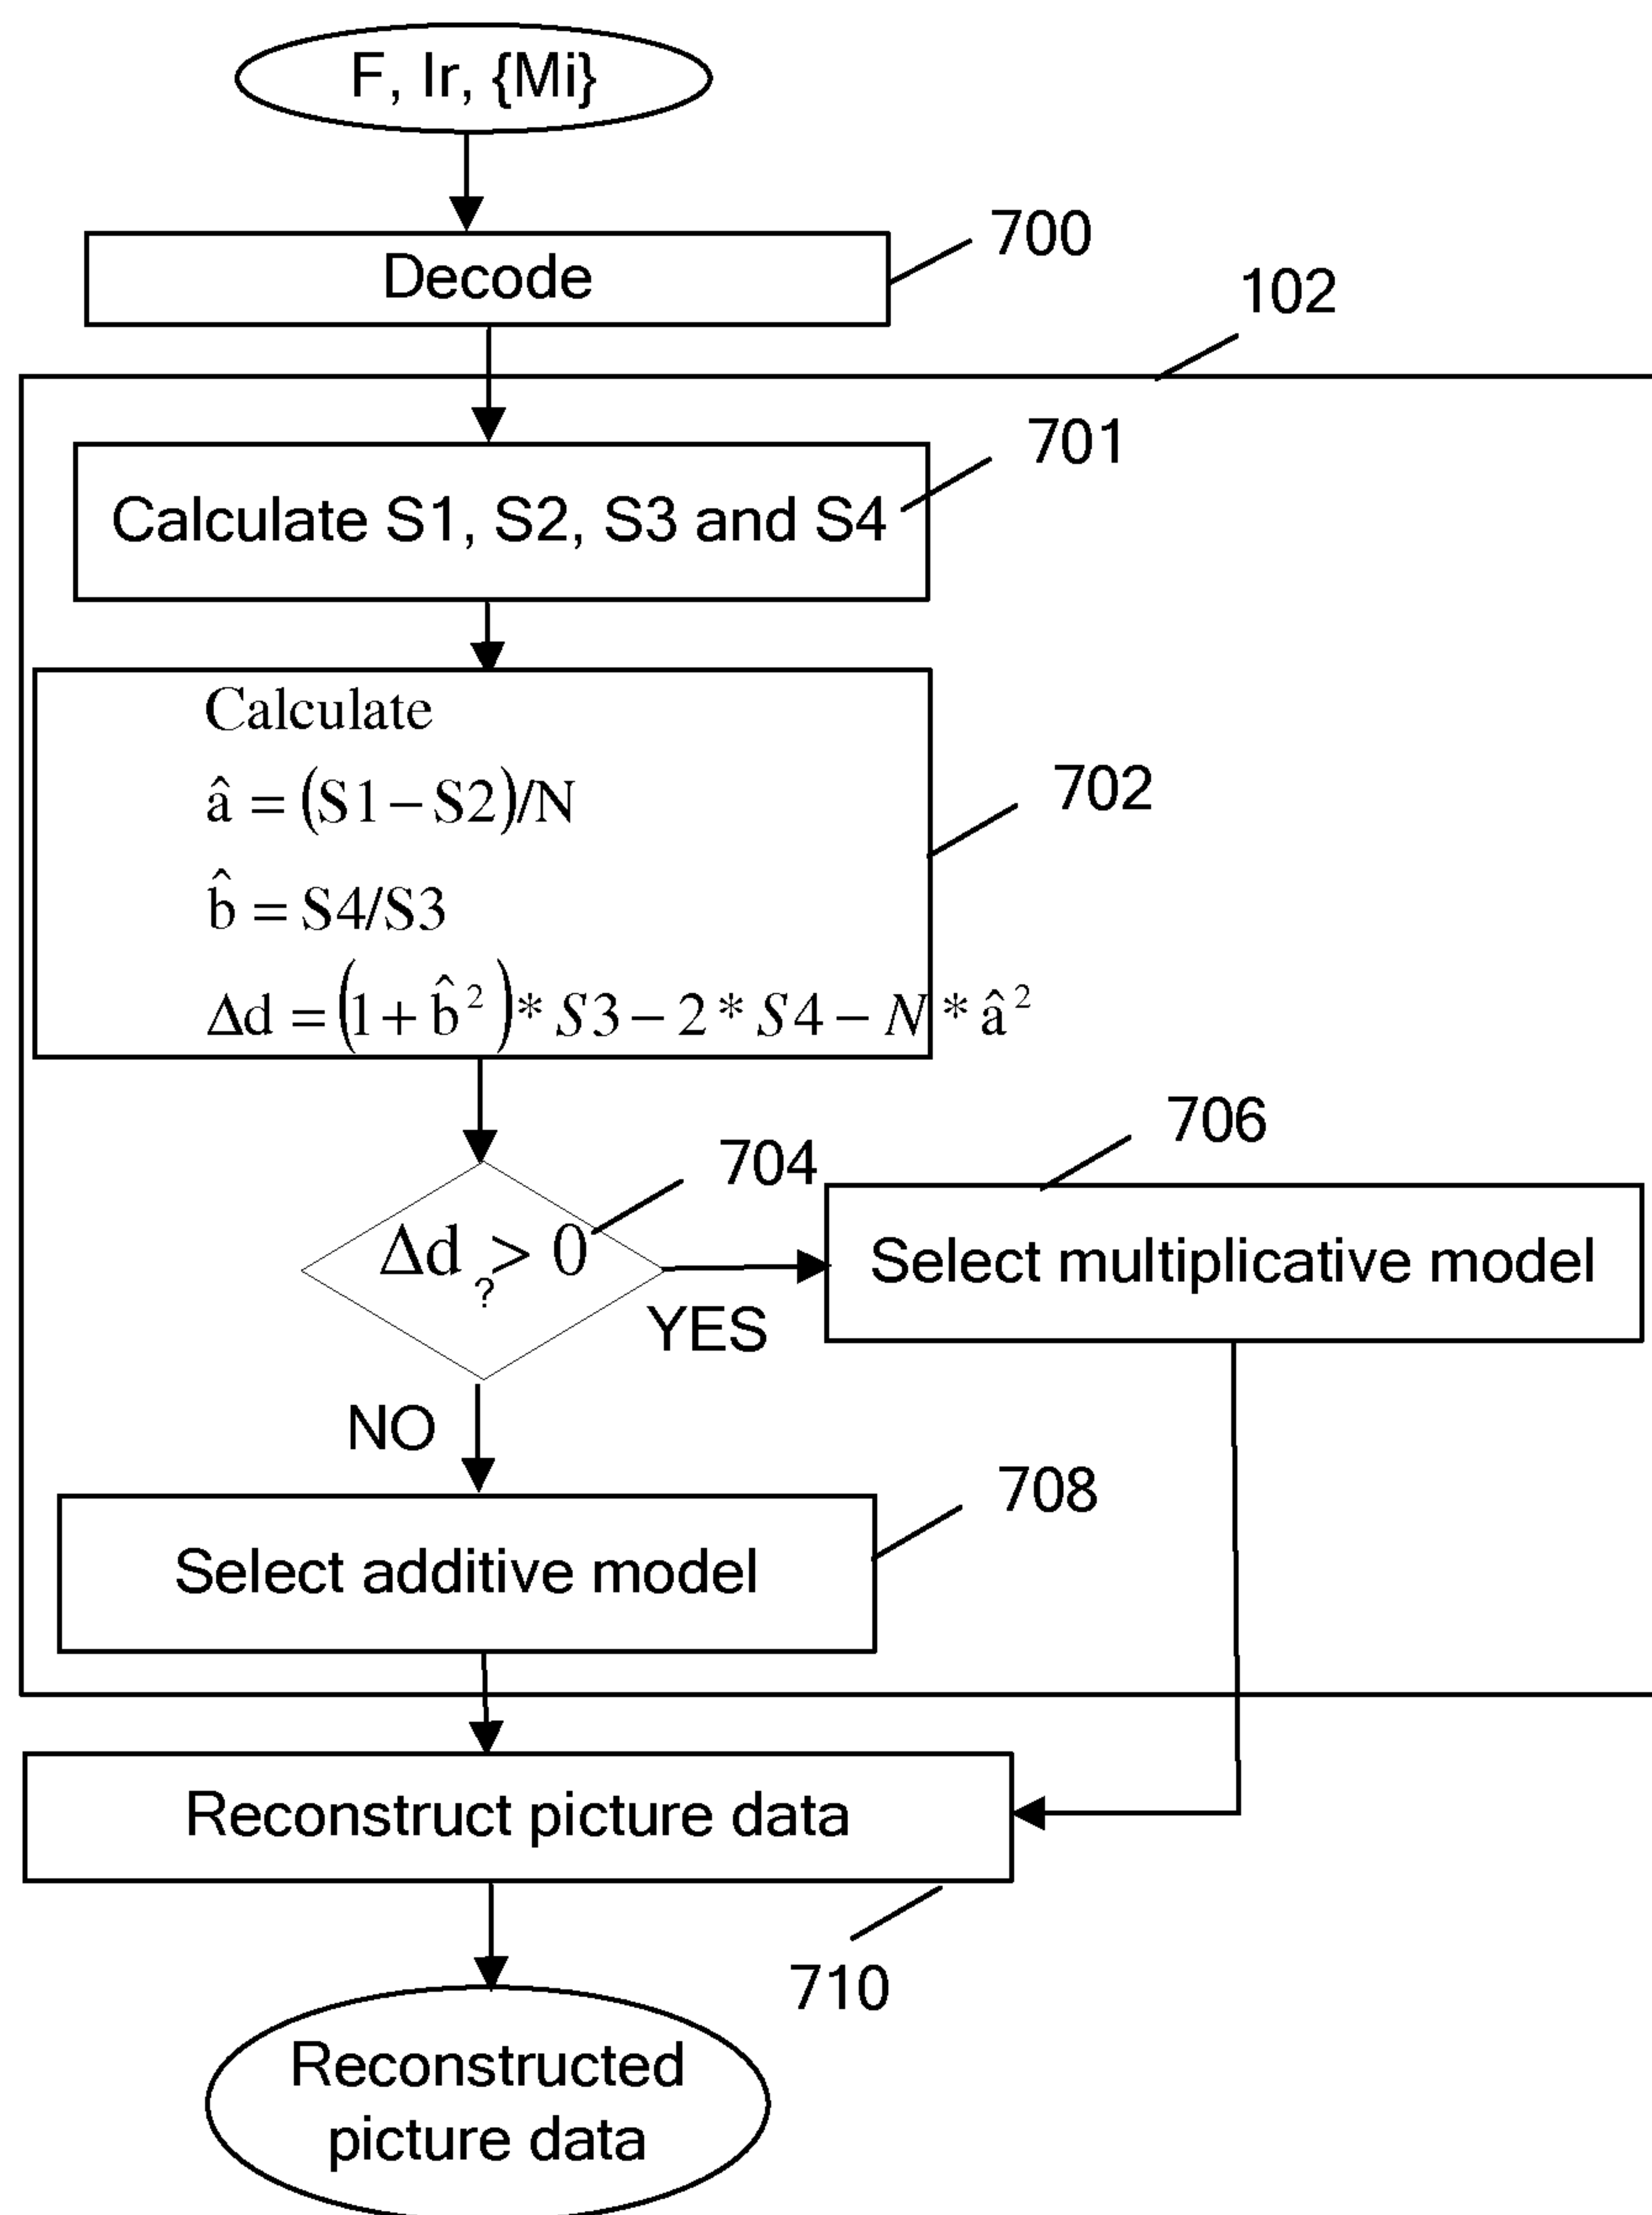 F, Ir, {Mi}
700
Decode
102
701
Calculate S1, S2, S3 and S4
Calculate
â = (S1 − S2)/N
702
b̂ = S4/S3
Δd = (1 + b̂²) * S3 − 2 * S4 − N * â²
706
704
Δd > 0
?
Select multiplicative model
YES
NO
708
Select additive model
Reconstruct picture data
710
Reconstructed
picture data